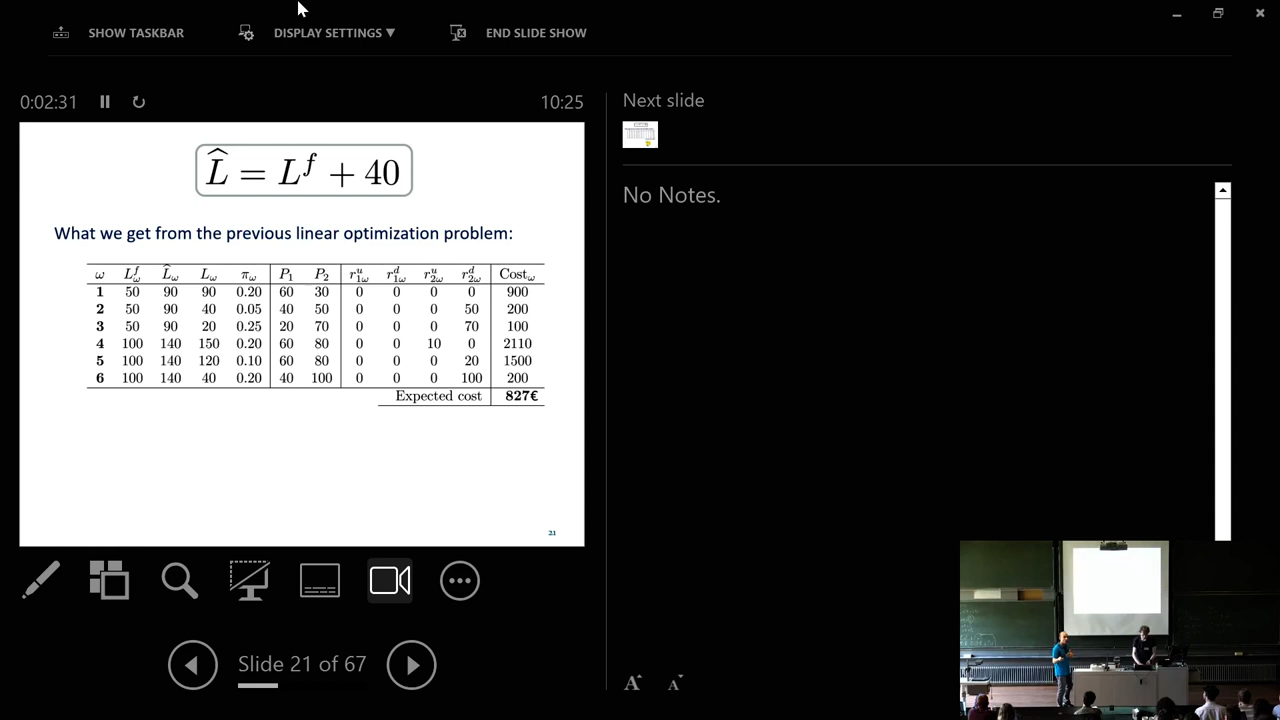 SHOW TASKBAR DISPLAY SETTINGS ▼ END SLIDE SHOW
0:02:31 10:25
L̂ = L^f + 40
What we get from the previous linear optimization problem:
ω L^f_ω L̂_ω L_ω π_ω P_1 P_2 r^u_1ω r^d_1ω r^u_2ω r^d_2ω Cost_ω
1 50 90 90 0.20 60 30 0 0 0 0 900
2 50 90 40 0.05 40 50 0 0 0 50 200
3 50 90 20 0.25 20 70 0 0 0 70 100
4 100 140 150 0.20 60 80 0 0 10 0 2110
5 100 140 120 0.10 60 80 0 0 0 20 1500
6 100 140 40 0.20 40 100 0 0 0 100 200
Expected cost 827€
21
Slide 21 of 67
Next slide
No Notes.
A A